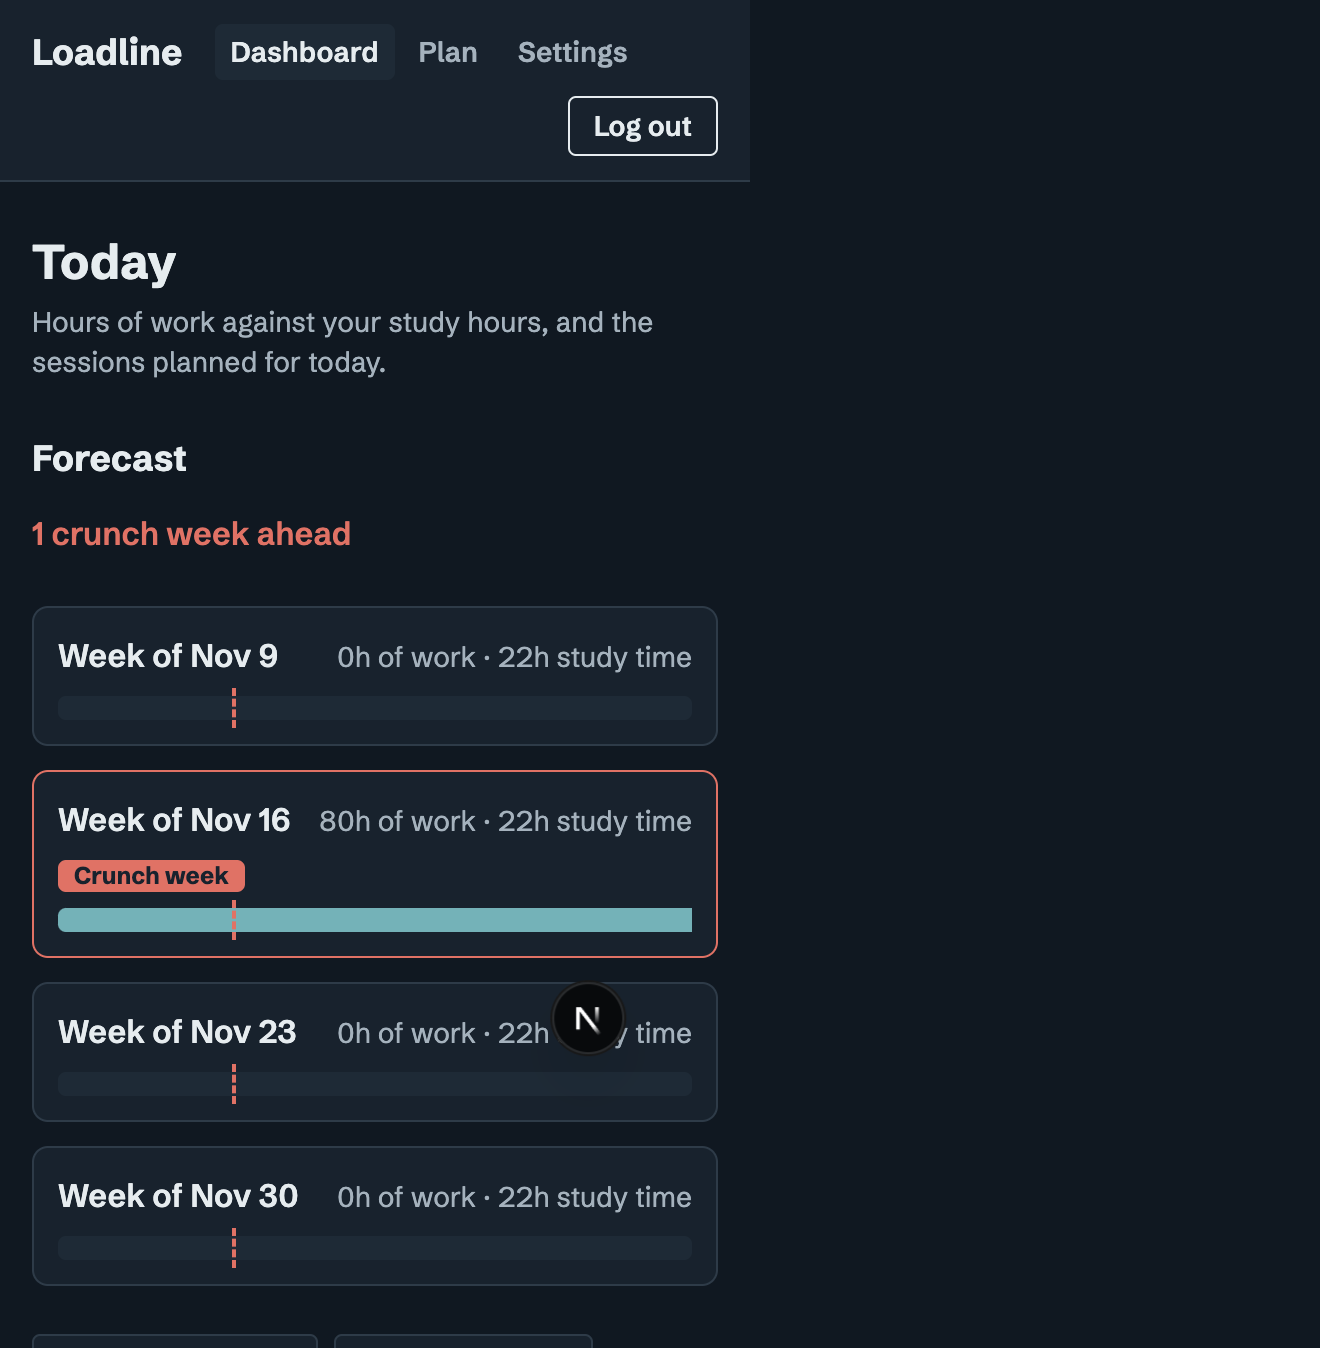 Loadline
Dashboard
Plan
Settings
Log out
Today
Hours of work against your study hours, and the
sessions planned for today.
Forecast
1 crunch week ahead
Week of Nov 9
0h of work · 22h study time
Week of Nov 16
80h of work · 22h study time
Crunch week
Week of Nov 23
0h of work · 22h time
N
Week of Nov 30
0h of work · 22h study time